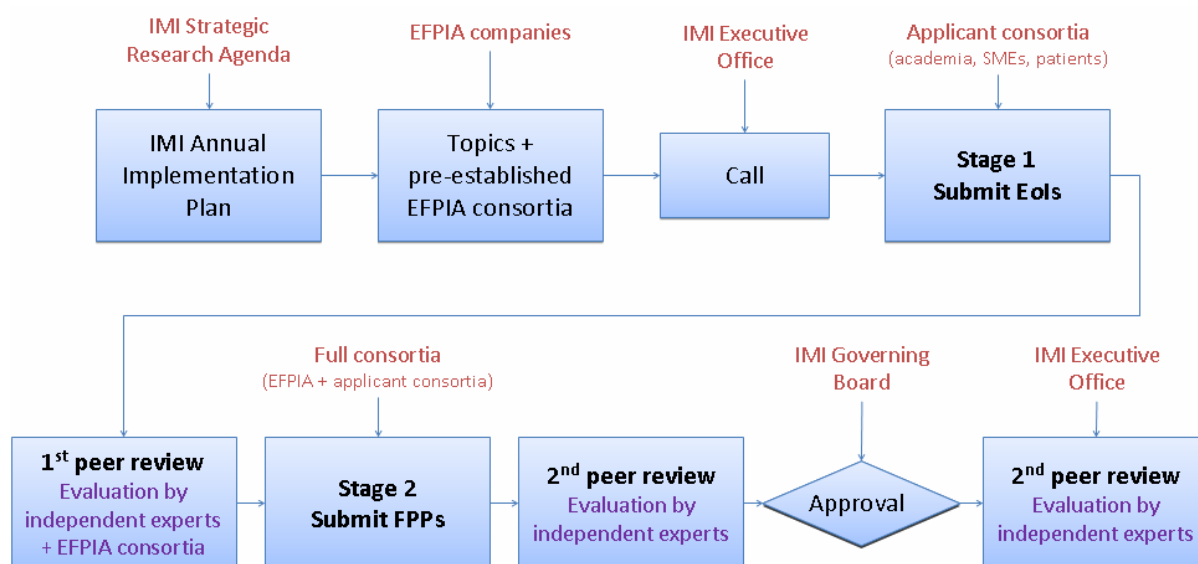 IMI Strategic
Research Agenda
EFPIA companies
IMI Executive
Office
Applicant consortia
(academia, SMEs, patients)
IMI Annual
Implementation
Plan
Topics +
pre-established
EFPIA consortia
Call
Stage 1
Submit EoIs
Full consortia
(EFPIA + applicant consortia)
IMI Governing
Board
IMI Executive
Office
1st peer review
Evaluation by
independent experts
+ EFPIA consortia
Stage 2
Submit FPPs
2nd peer review
Evaluation by
independent experts
Approval
2nd peer review
Evaluation by
independent experts